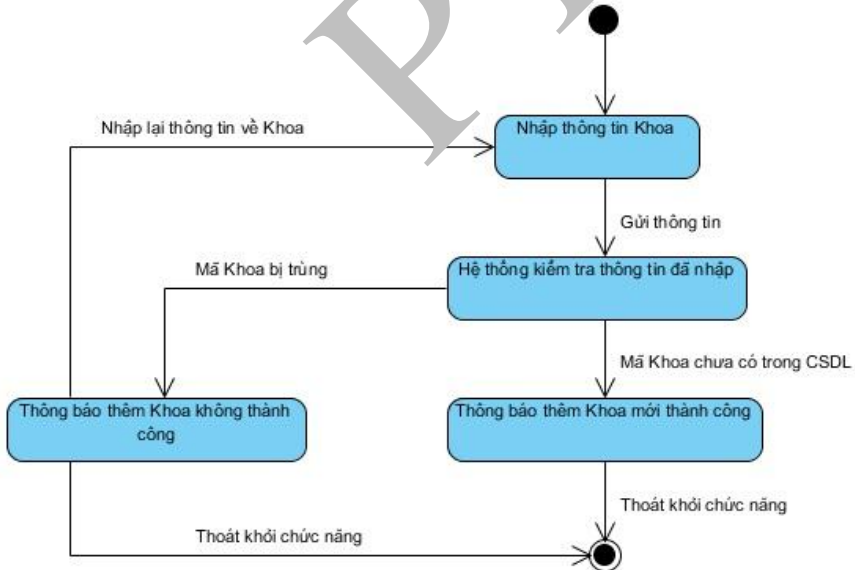 Nhập lại thông tin về Khoa
Nhập thông tin Khoa
Gửi thông tin
Mã Khoa bị trùng
Hệ thống kiểm tra thông tin đã nhập
Mã Khoa chưa có trong CSDL
Thông báo thêm Khoa không thành
công
Thông báo thêm Khoa mới thành công
Thoát khỏi chức năng
Thoát khỏi chức năng